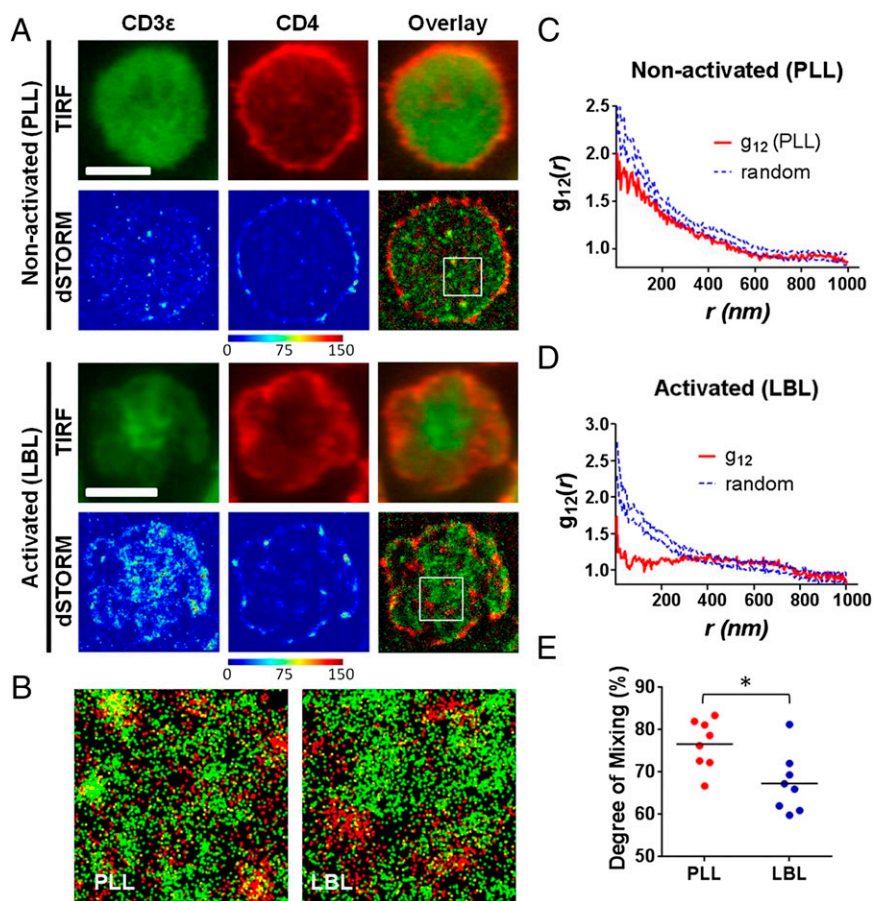 A
CD3ε CD4 Overlay
Non-activated (PLL)
TIRF
dSTORM
0 75 150
Activated (LBL)
TIRF
dSTORM
0 75 150
B
PLL
LBL
C
Non-activated (PLL)
g12(r)
2.5
2.0
1.5
1.0
g12 (PLL)
random
200 400 600 800 1000
r (nm)
D
Activated (LBL)
g12(r)
3.0
2.5
2.0
1.5
1.0
g12
random
200 400 600 800 1000
r (nm)
E
Degree of Mixing (%)
90
80
70
60
50
*
PLL LBL